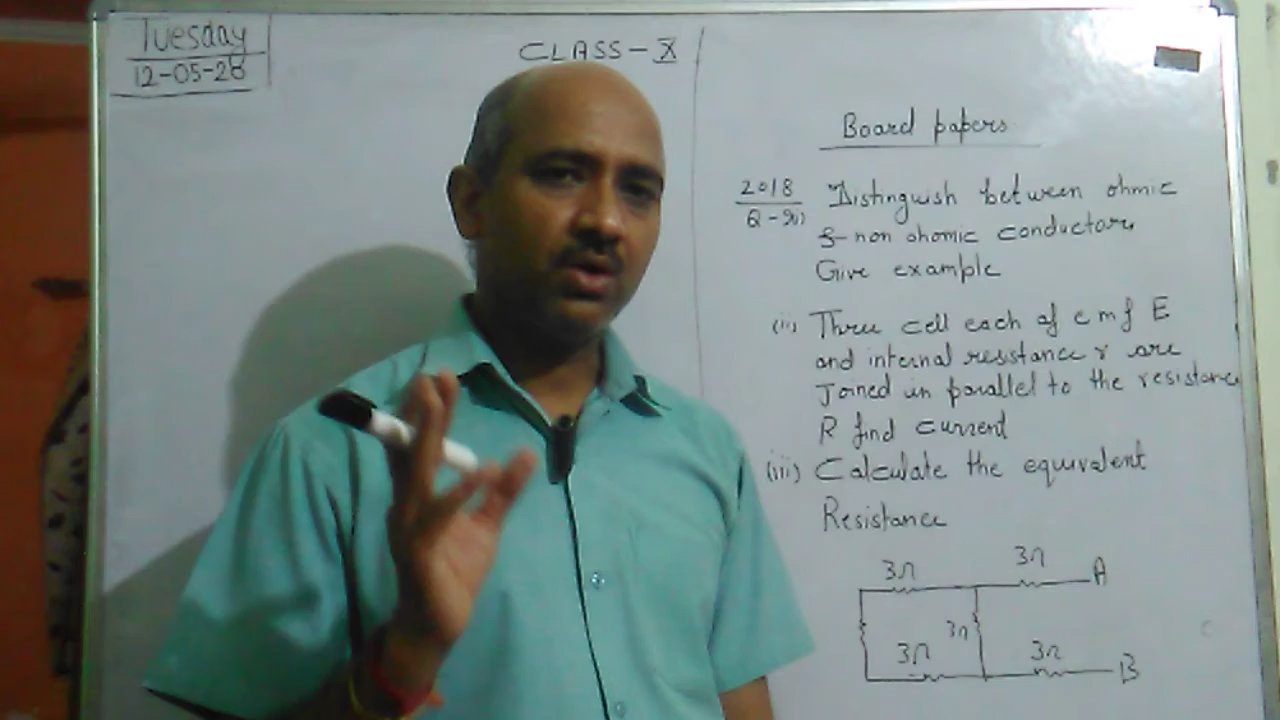 Tuesday
12-05-28
CLASS - X
Board papers
2018 Distinguish between ohmic
& non ohomic conductors
Give example
(ii) Three cell each of emf E
and internal resistance r are
Joined in parallel to the resistance
R find current
(iii) Calculate the equivalent
Resistance
3Ω 3Ω A
3Ω
3Ω 3Ω B